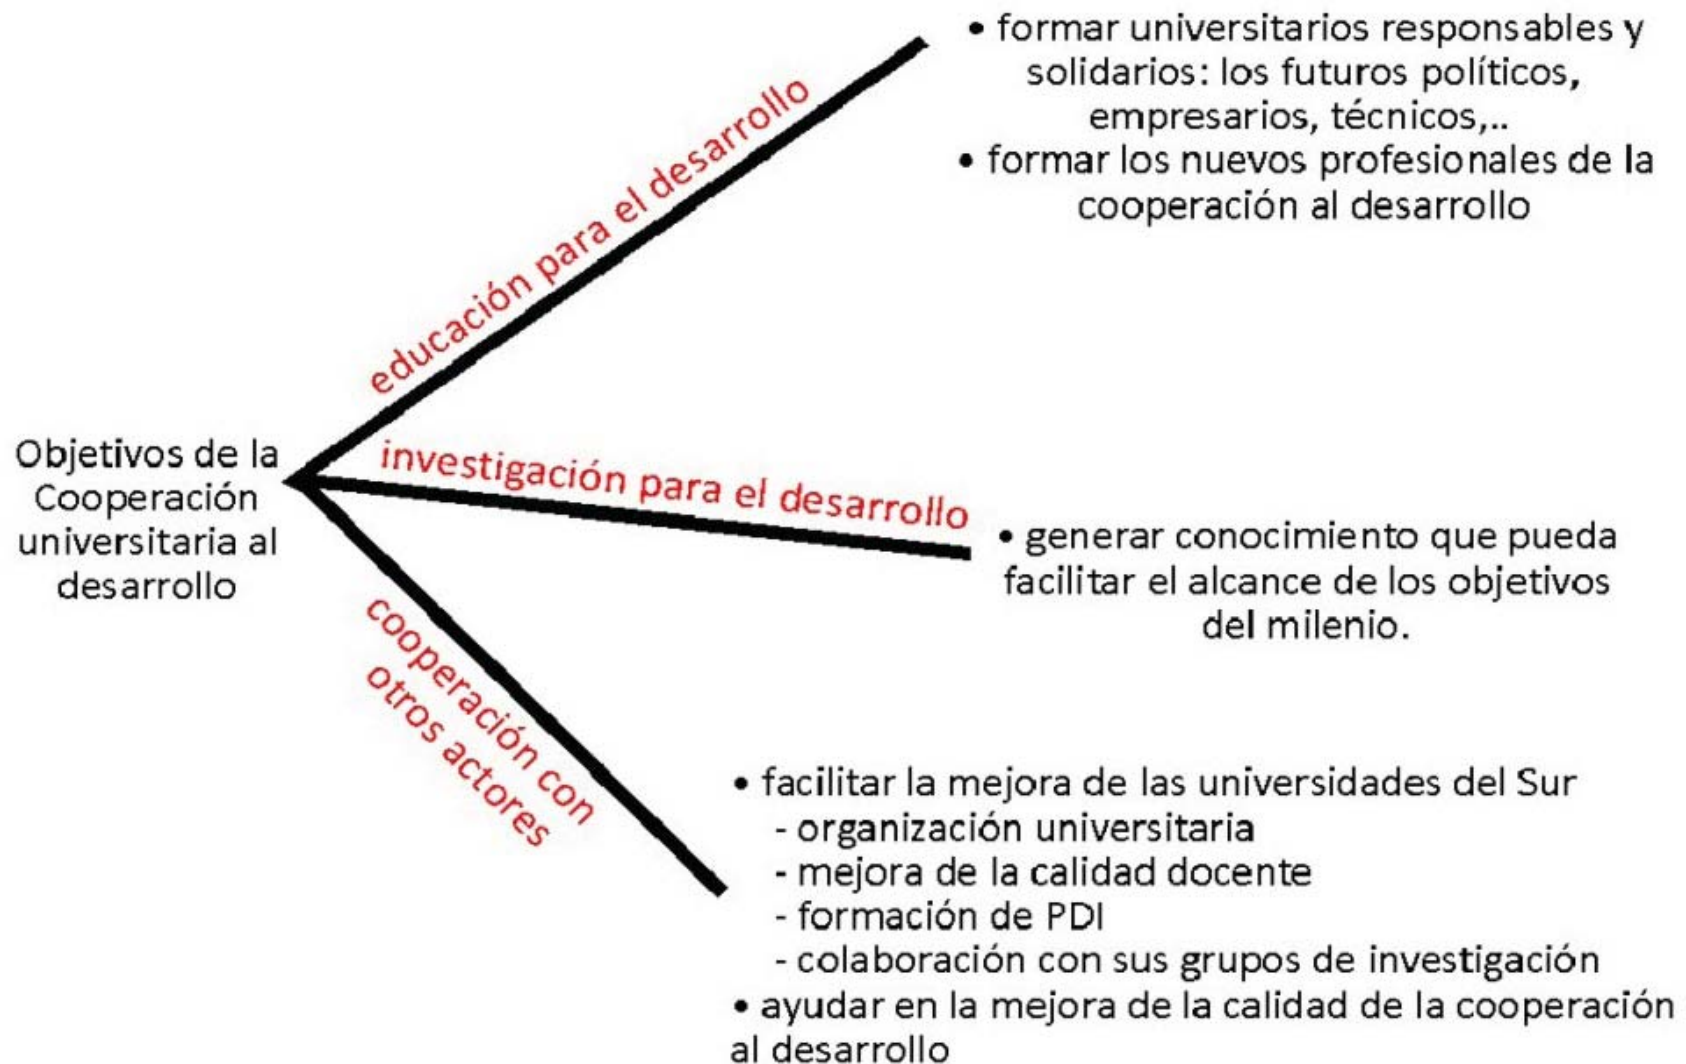 Objetivos de la
Cooperación
universitaria al
desarrollo
educación para el desarrollo
• formar universitarios responsables y
solidarios: los futuros políticos,
empresarios, técnicos,..
• formar los nuevos profesionales de la
cooperación al desarrollo
investigación para el desarrollo
• generar conocimiento que pueda
facilitar el alcance de los objetivos
del milenio.
cooperación con
otros actores
• facilitar la mejora de las universidades del Sur
- organización universitaria
- mejora de la calidad docente
- formación de PDI
- colaboración con sus grupos de investigación
• ayudar en la mejora de la calidad de la cooperación
al desarrollo